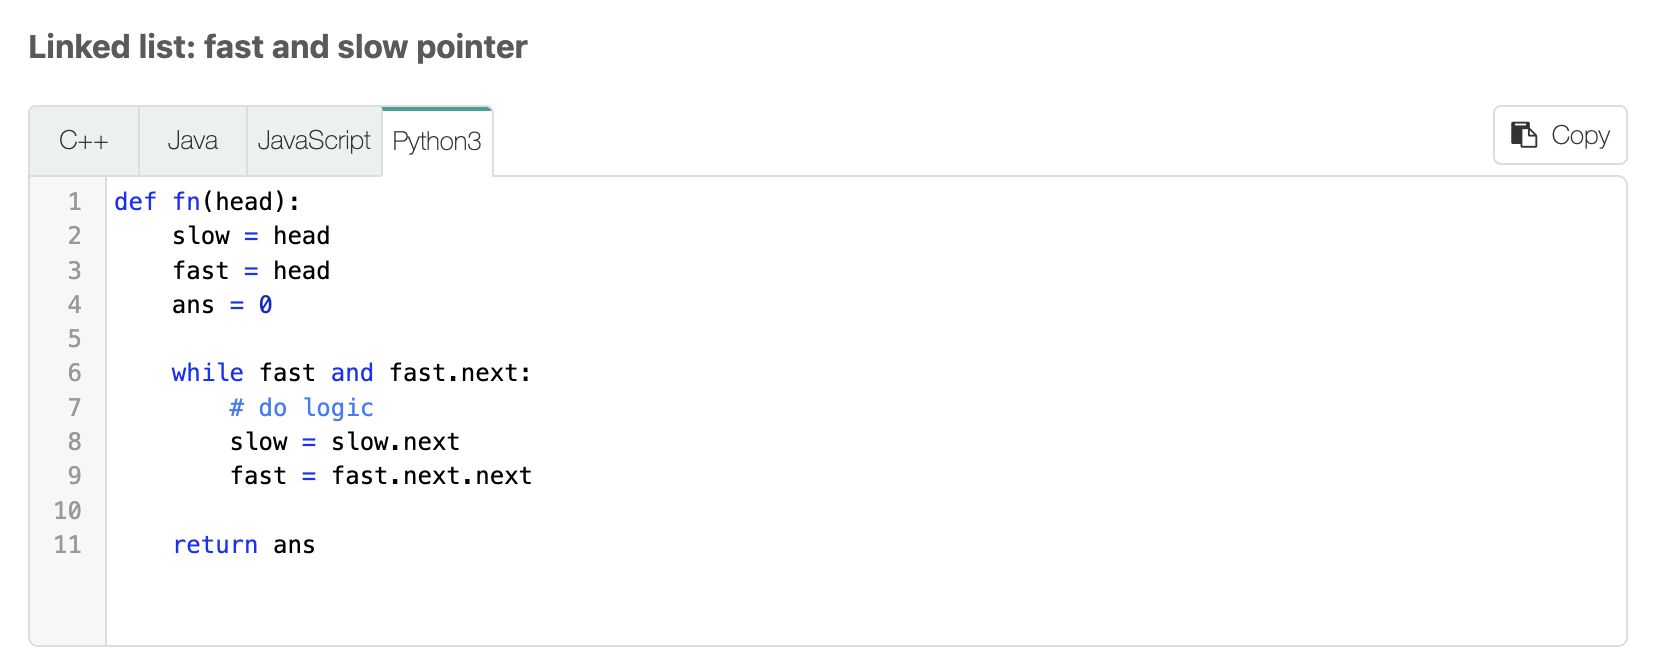 Linked list: fast and slow pointer
C++ Java JavaScript Python3 Copy
1 def fn(head):
2     slow = head
3     fast = head
4     ans = 0
5
6     while fast and fast.next:
7         # do logic
8         slow = slow.next
9         fast = fast.next.next
10
11     return ans